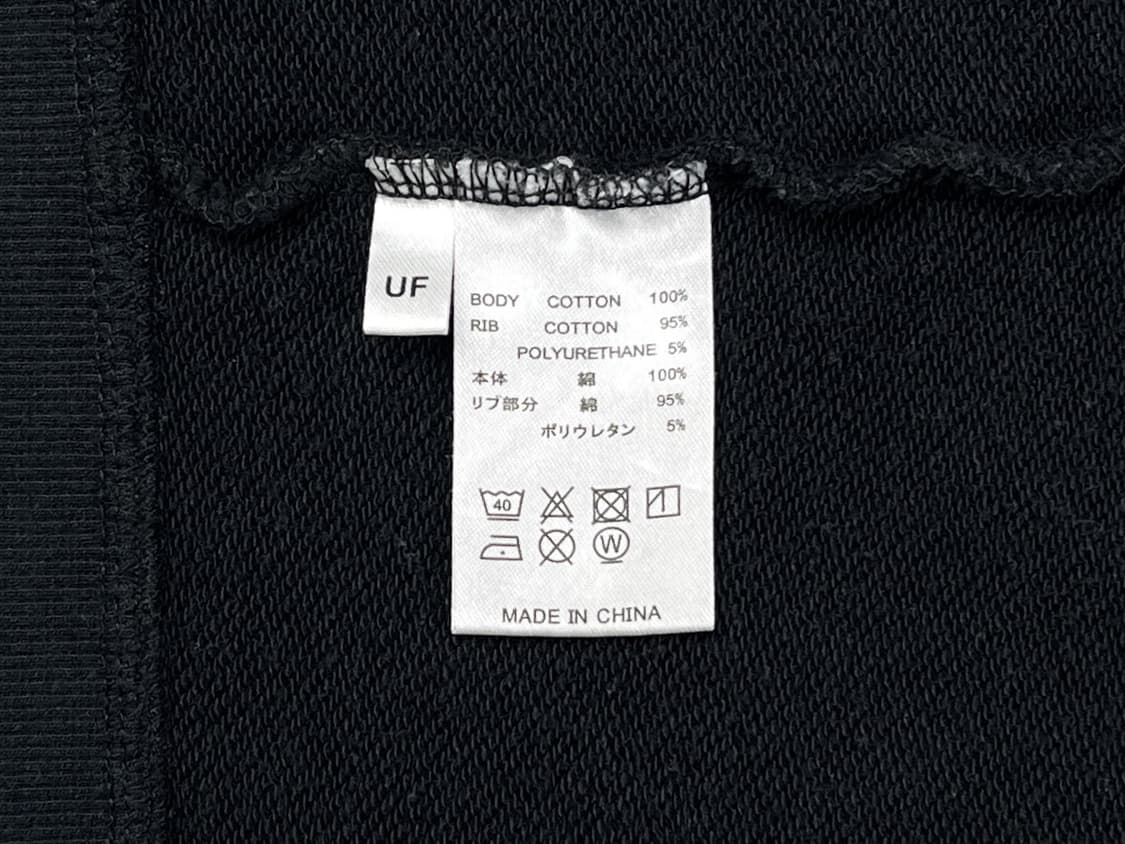 UF
BODY COTTON 100%
RIB COTTON 95%
POLYURETHANE 5%
本体 綿 100%
リブ部分 綿 95%
ポリウレタン 5%
40
W
MADE IN CHINA